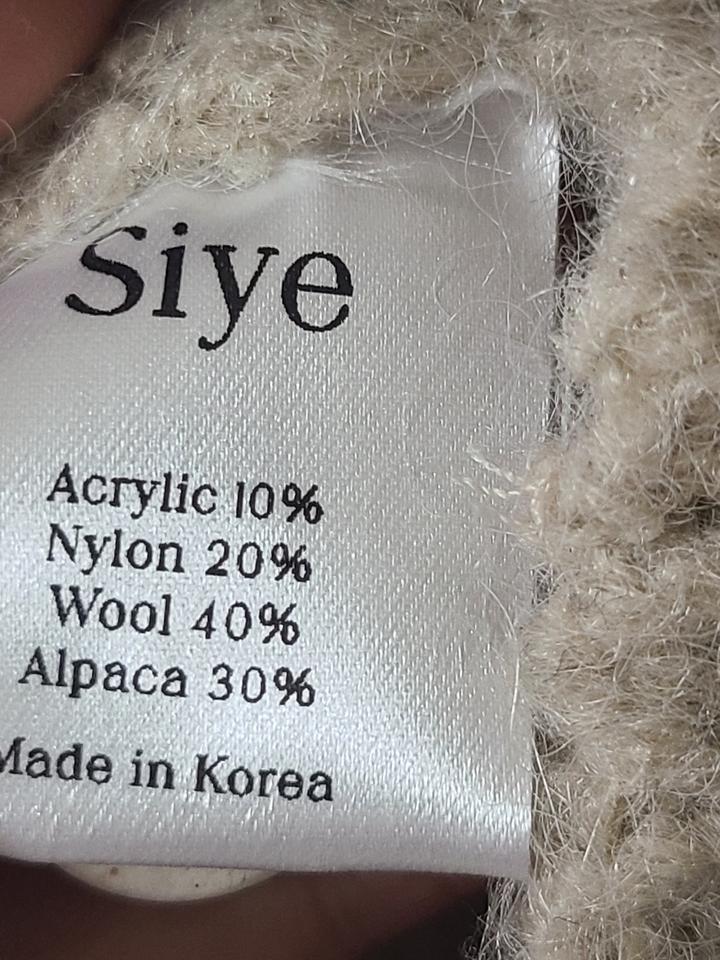 Siye
Acrylic 10%
Nylon 20%
Wool 40%
Alpaca 30%
Made in Korea